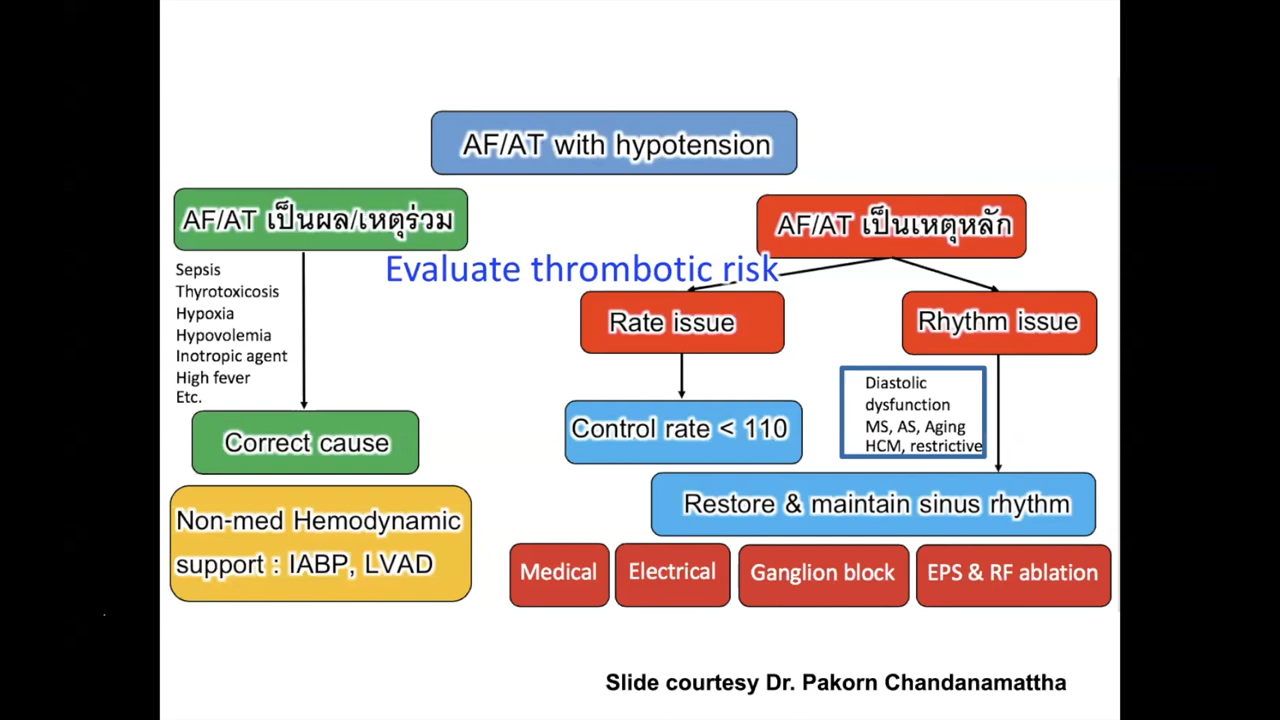 AF/AT with hypotension
AF/AT เป็นผล/เหตุร่วม
AF/AT เป็นเหตุหลัก
Evaluate thrombotic risk
Sepsis
Thyrotoxicosis
Hypoxia
Hypovolemia
Inotropic agent
High fever
Etc.
Rate issue
Rhythm issue
Diastolic
dysfunction
MS, AS, Aging
HCM, restrictive
Control rate < 110
Correct cause
Restore & maintain sinus rhythm
Non-med Hemodynamic
support : IABP, LVAD
Medical
Electrical
Ganglion block
EPS & RF ablation
Slide courtesy Dr. Pakorn Chandanamattha